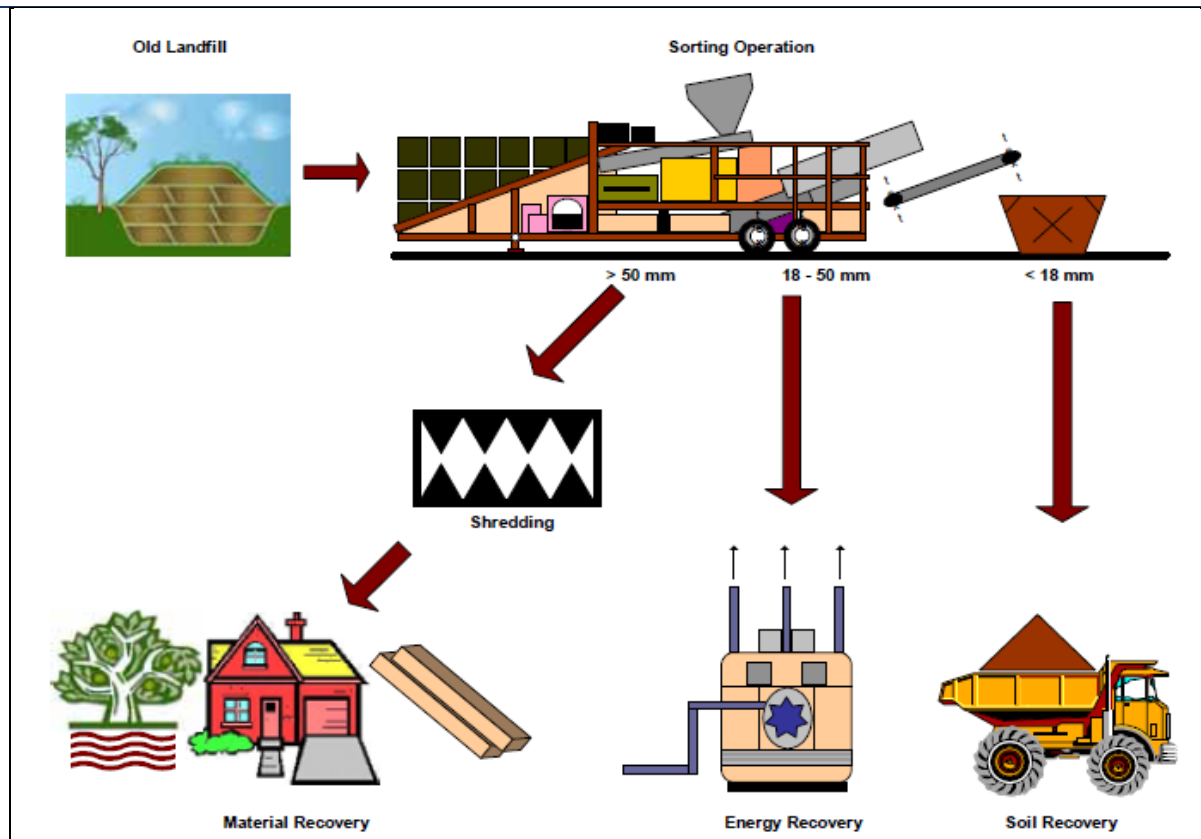 Old Landfill
Sorting Operation
> 50 mm
18 - 50 mm
< 18 mm
Shredding
Material Recovery
Energy Recovery
Soil Recovery